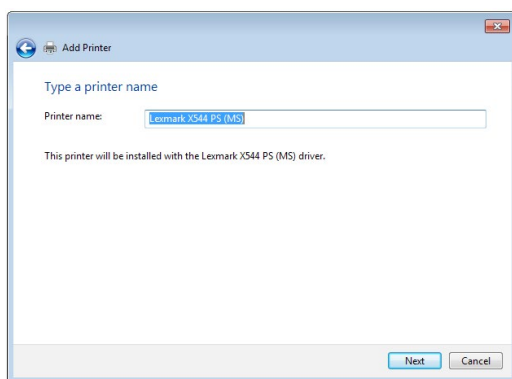 Add Printer
Type a printer name
Printer name: Lexmark X544 PS (MS)
This printer will be installed with the Lexmark X544 PS (MS) driver.
Next Cancel